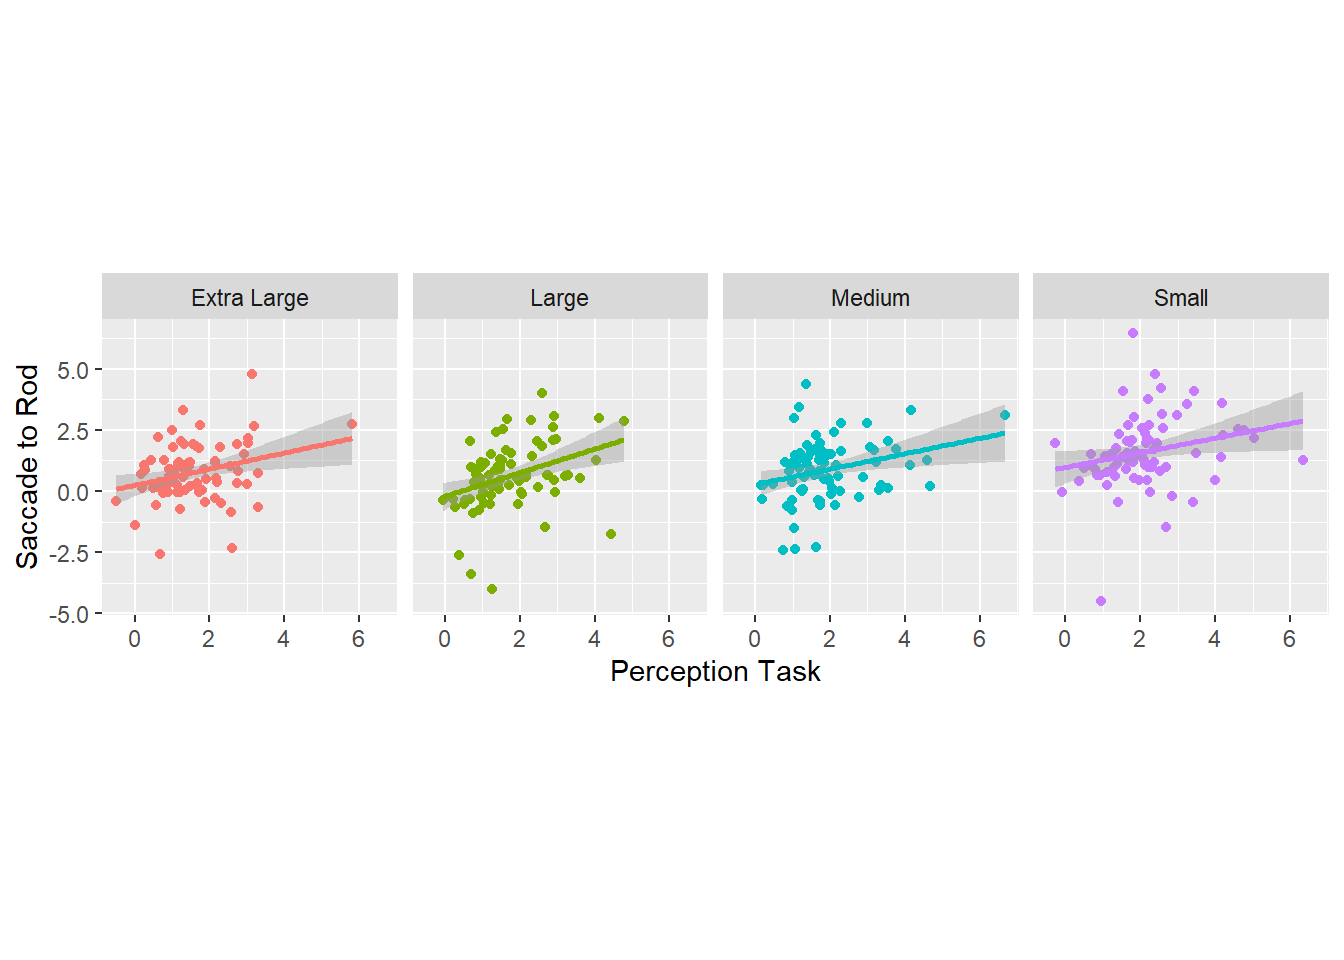 Extra Large Large Medium Small
Saccade to Rod
5.0
2.5
0.0
-2.5
-5.0
0 2 4 6 0 2 4 6 0 2 4 6 0 2 4 6
Perception Task